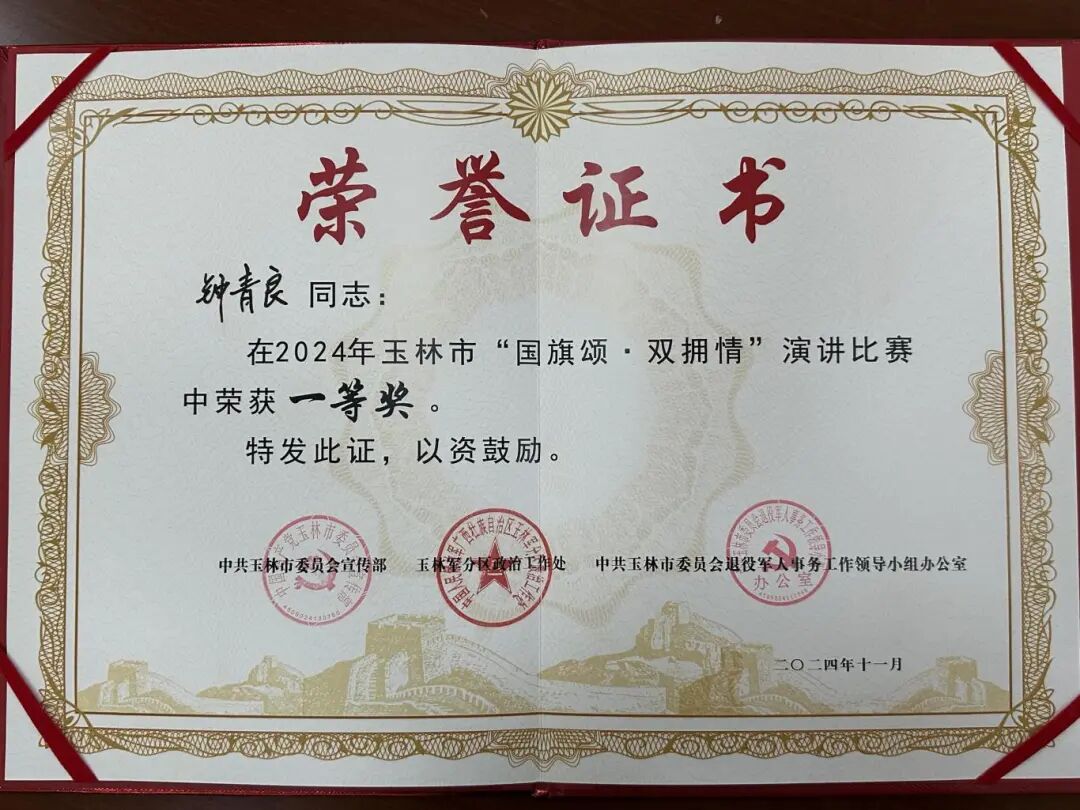 荣誉证书
钟青良 同志：
在2024年玉林市“国旗颂·双拥情”演讲比赛
中荣获 一等奖 。
特发此证，以资鼓励。
中共玉林市委员会宣传部 玉林军分区政治工作处 中共玉林市委员会退役军人事务工作领导小组办公室
办公室
二〇二四年十一月